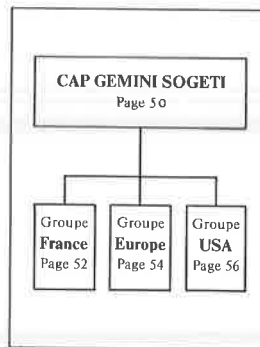 CAP GEMINI SOGETI
Page 50
Groupe
France
Page 52
Groupe
Europe
Page 54
Groupe
USA
Page 56